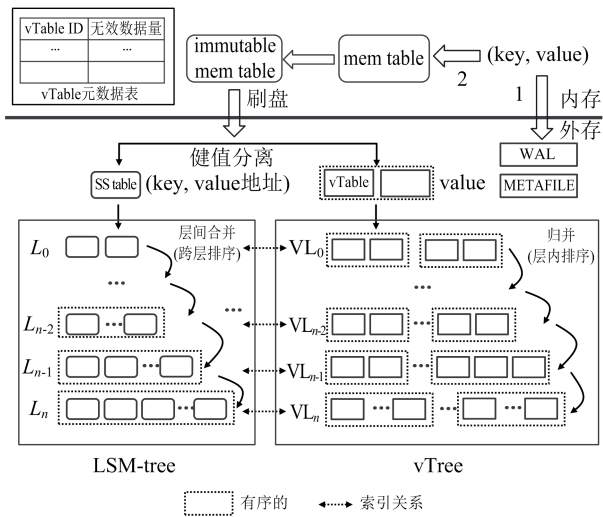 vTable ID 无效数据量
... ...
vTable元数据表
immutable
mem table
mem table
(key, value)
2
1
刷盘
内存
外存
健值分离
WAL
METAFILE
SS table
(key, value地址)
vTable
value
L0
层间合并
(跨层排序)
VL0
归并
(层内排序)
...
...
...
Ln-2
...
VLn-2
...
Ln-1
...
VLn-1
...
Ln
...
VLn
...
...
...
LSM-tree
vTree
有序的
索引关系